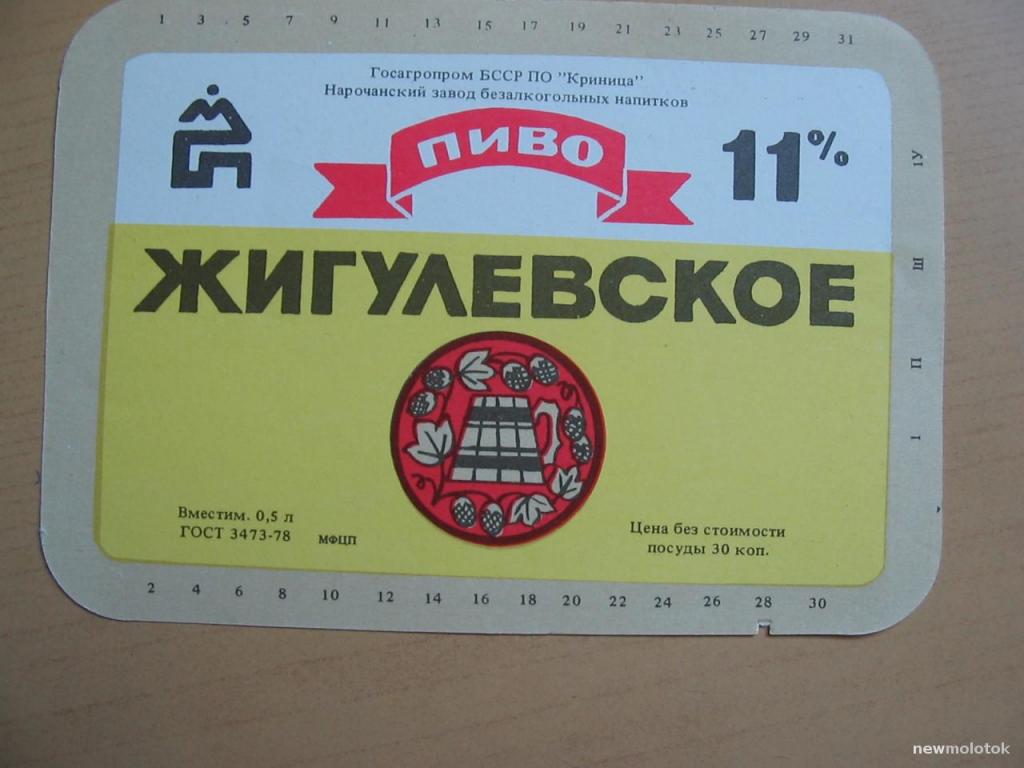 1 3 5 7 9 11 13 15 17 19 21 23 25 27 29 31
Госагропром БССР ПО "Криница"
Нарочанский завод безалкогольных напитков
ПИВО
11%
ЖИГУЛЕВСКОЕ
Вместим. 0,5 л
ГОСТ 3473-78 МФЦП
Цена без стоимости
посуды 30 коп.
1У
Ш
П
1
2 4 6 8 10 12 14 16 18 20 22 24 26 28 30
newmolotok